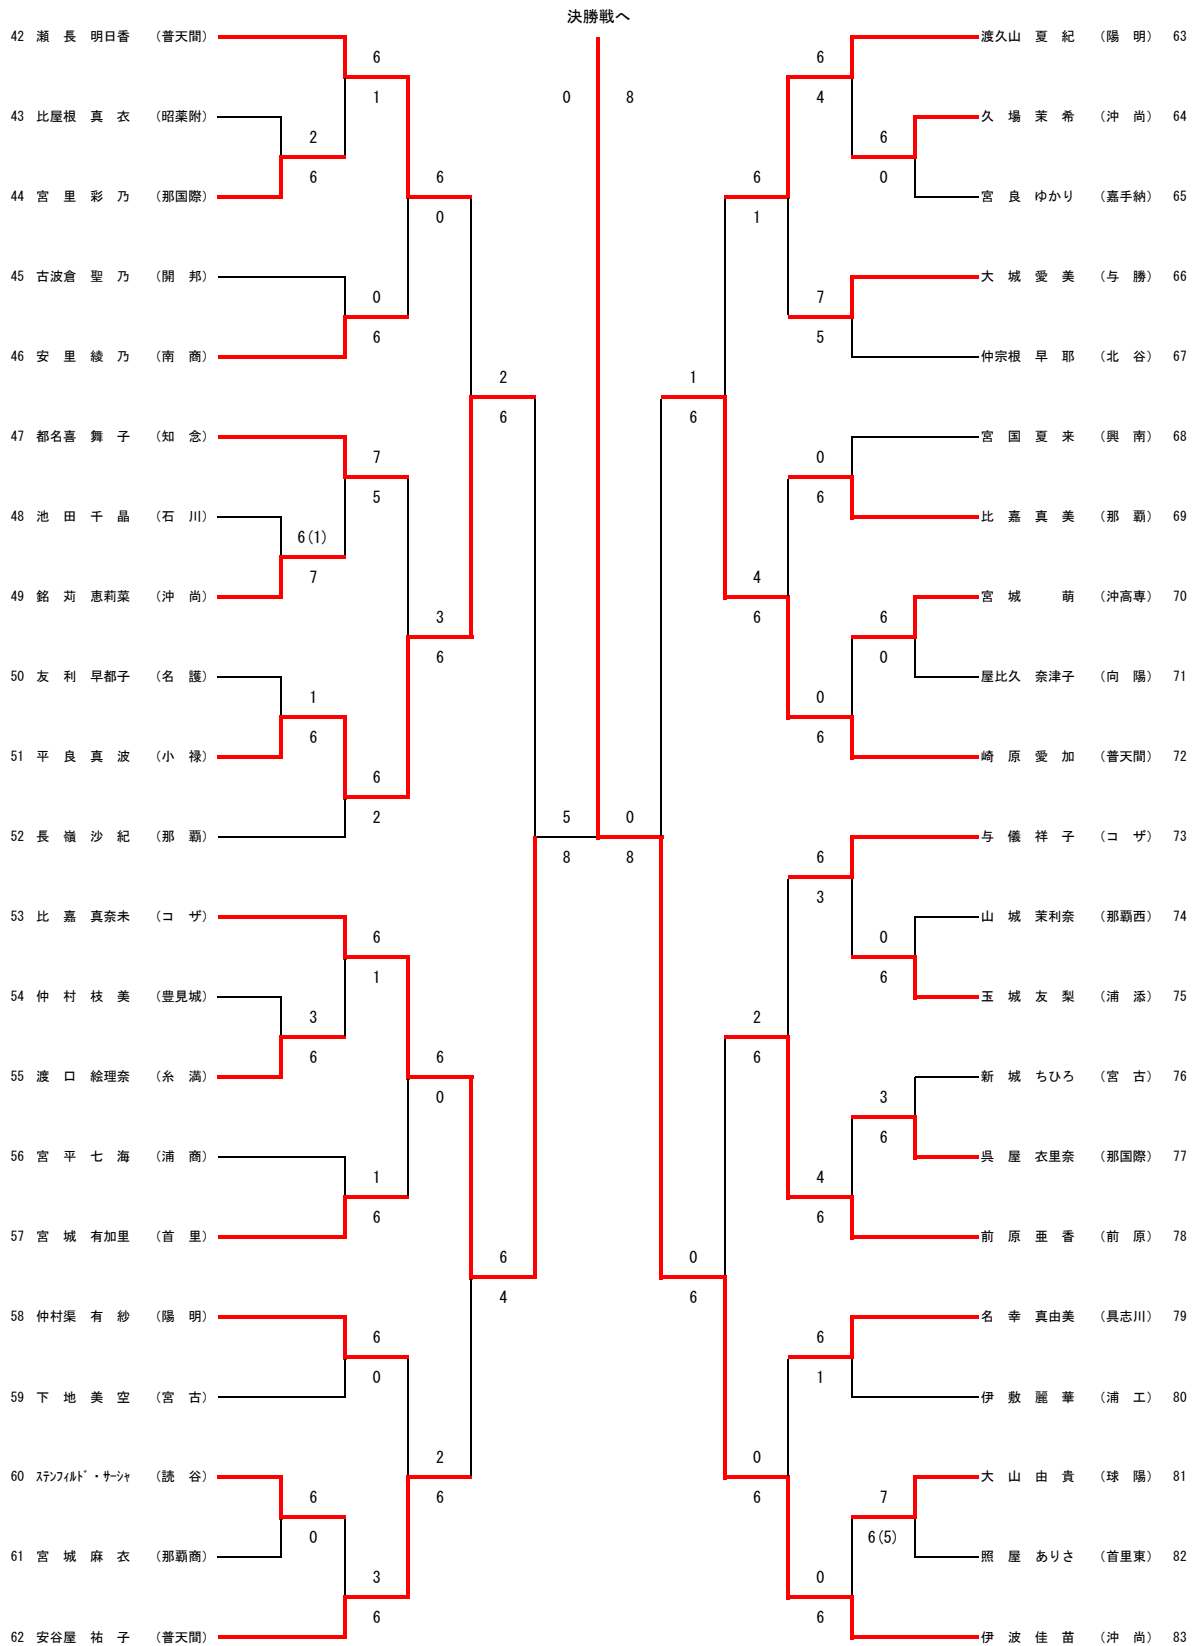 決勝戦へ
0 8
42 瀬 長 明日香 (普天間)
6
1
43 比屋根 真 衣 (昭薬附)
2
6
44 宮 里 彩 乃 (那国際)
6
0
45 古波倉 聖 乃 (開 邦)
0
6
46 安 里 綾 乃 (南 商)
2
6
47 都名喜 舞 子 (知 念)
7
5
48 池 田 千 晶 (石 川)
6(1)
7
49 銘 苅 恵莉菜 (沖 尚)
3
6
50 友 利 早都子 (名 護)
1
6
51 平 良 真 波 (小 禄)
6
2
52 長 嶺 沙 紀 (那 覇)
5
8
53 比 嘉 真奈未 (コ ザ)
6
1
54 仲 村 枝 美 (豊見城)
3
6
55 渡 口 絵理奈 (糸 満)
6
0
56 宮 平 七 海 (浦 商)
1
6
57 宮 城 有加里 (首 里)
6
4
58 仲村渠 有 紗 (陽 明)
6
0
59 下 地 美 空 (宮 古)
2
6
60 ステンフィルド・サーシャ (読 谷)
6
0
61 宮 城 麻 衣 (那覇商)
3
6
62 安谷屋 祐 子 (普天間)
渡久山 夏 紀 (陽 明) 63
6
4
久 場 茉 希 (沖 尚) 64
6
0
宮 良 ゆかり (嘉手納) 65
6
1
大 城 愛 美 (与 勝) 66
7
5
仲宗根 早 耶 (北 谷) 67
1
6
宮 国 夏 来 (興 南) 68
0
6
比 嘉 真 美 (那 覇) 69
4
6
宮 城 萌 (沖高専) 70
6
0
屋比久 奈津子 (向 陽) 71
0
6
崎 原 愛 加 (普天間) 72
0
8
与 儀 祥 子 (コ ザ) 73
6
3
山 城 茉利奈 (那覇西) 74
0
6
玉 城 友 梨 (浦 添) 75
2
6
新 城 ちひろ (宮 古) 76
3
6
呉 屋 衣里奈 (那国際) 77
4
6
前 原 亜 香 (前 原) 78
0
6
名 幸 真由美 (具志川) 79
6
1
伊 敷 麗 華 (浦 工) 80
0
6
大 山 由 貴 (球 陽) 81
7
6(5)
照 屋 ありさ (首里東) 82
0
6
伊 波 佳 苗 (沖 尚) 83